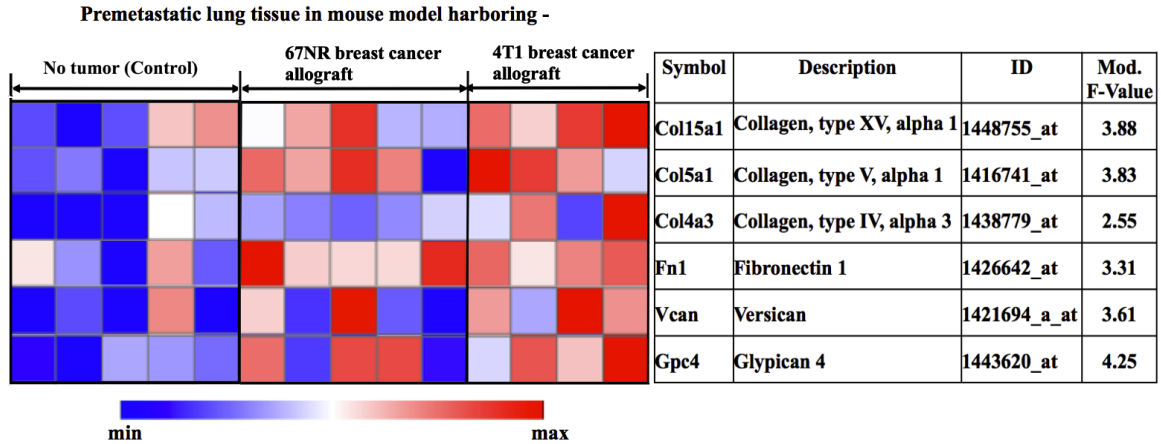 Premetastatic lung tissue in mouse model harboring -
No tumor (Control)
67NR breast cancer
allograft
4T1 breast cancer
allograft
Symbol Description ID Mod.
F-Value
Col15a1 Collagen, type XV, alpha 1 1448755_at 3.88
Col5a1 Collagen, type V, alpha 1 1416741_at 3.83
Col4a3 Collagen, type IV, alpha 3 1438779_at 2.55
Fn1 Fibronectin 1 1426642_at 3.31
Vcan Versican 1421694_a_at 3.61
Gpc4 Glypican 4 1443620_at 4.25
min max